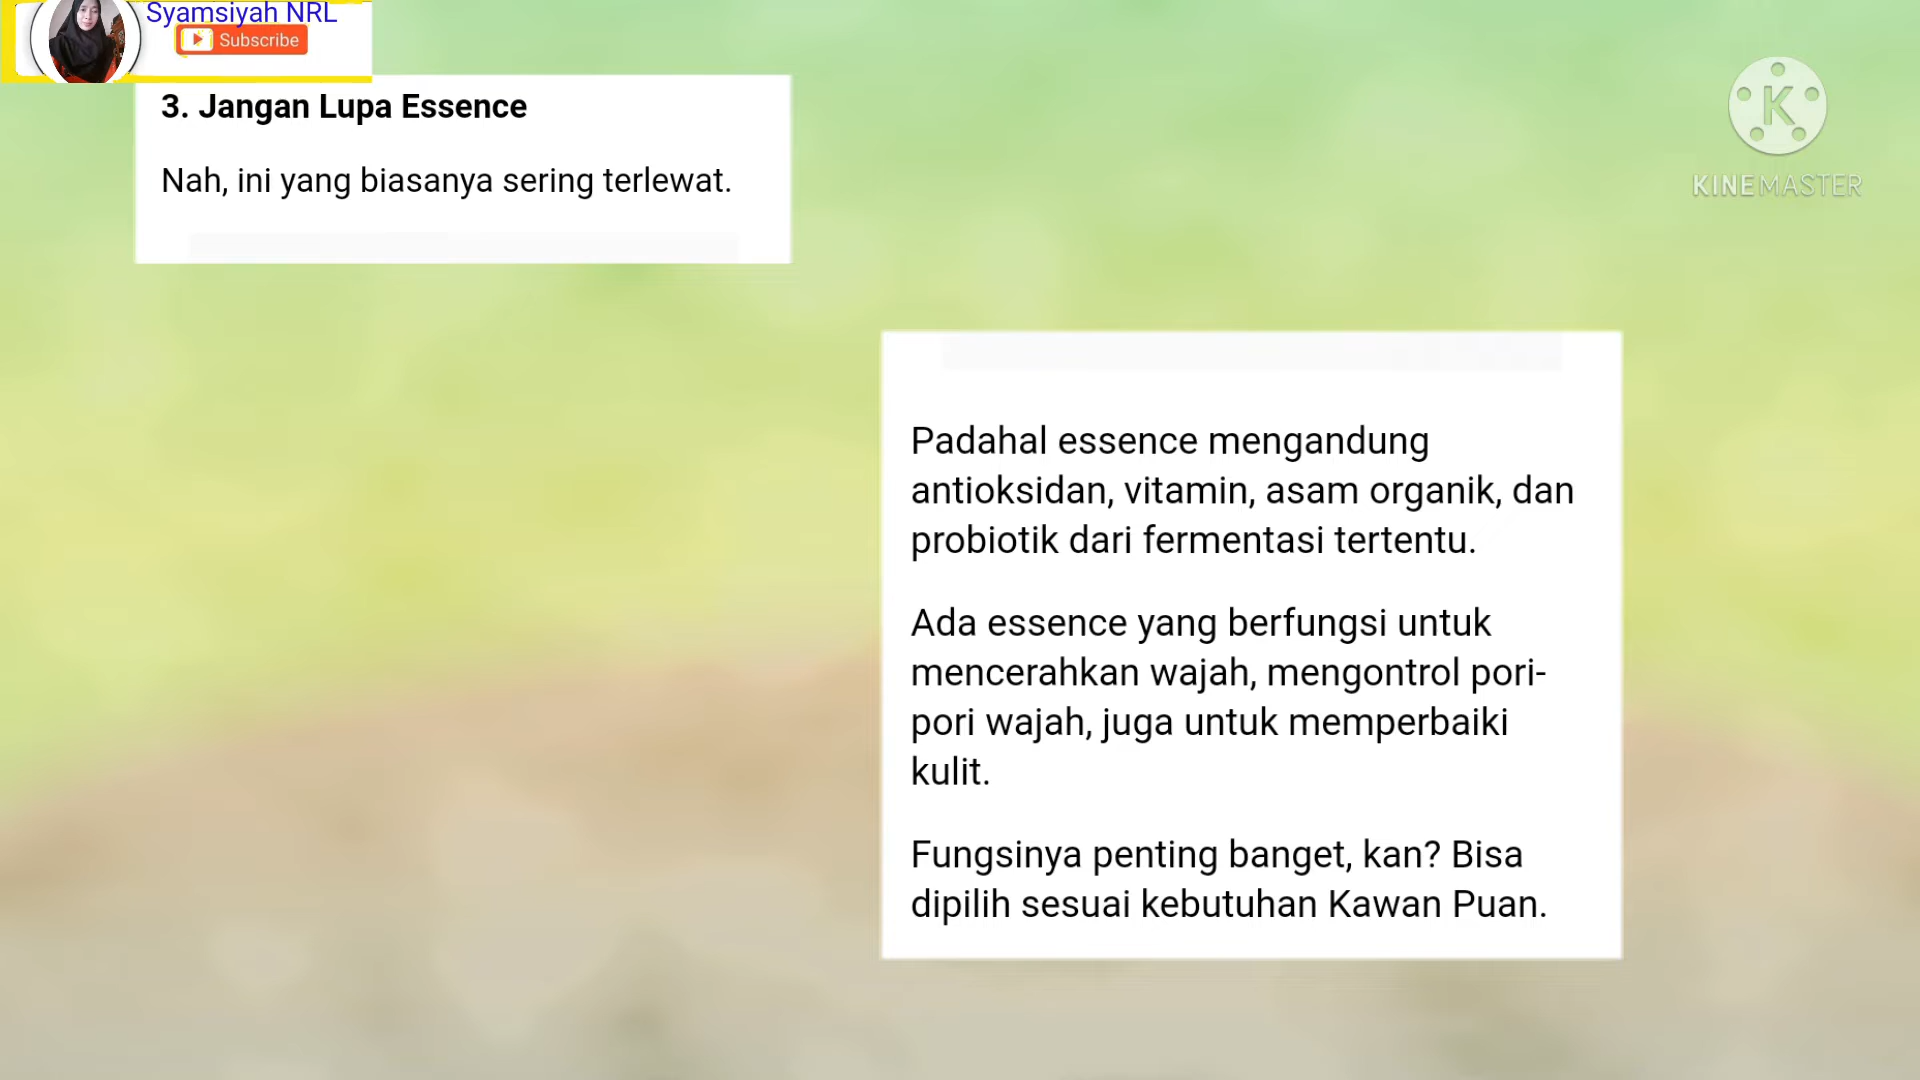 Syamsiyah NRL
Subscribe
3. Jangan Lupa Essence
Nah, ini yang biasanya sering terlewat.
K
KINEMASTER
Padahal essence mengandung
antioksidan, vitamin, asam organik, dan
probiotik dari fermentasi tertentu.
Ada essence yang berfungsi untuk
mencerahkan wajah, mengontrol pori-
pori wajah, juga untuk memperbaiki
kulit.
Fungsinya penting banget, kan? Bisa
dipilih sesuai kebutuhan Kawan Puan.